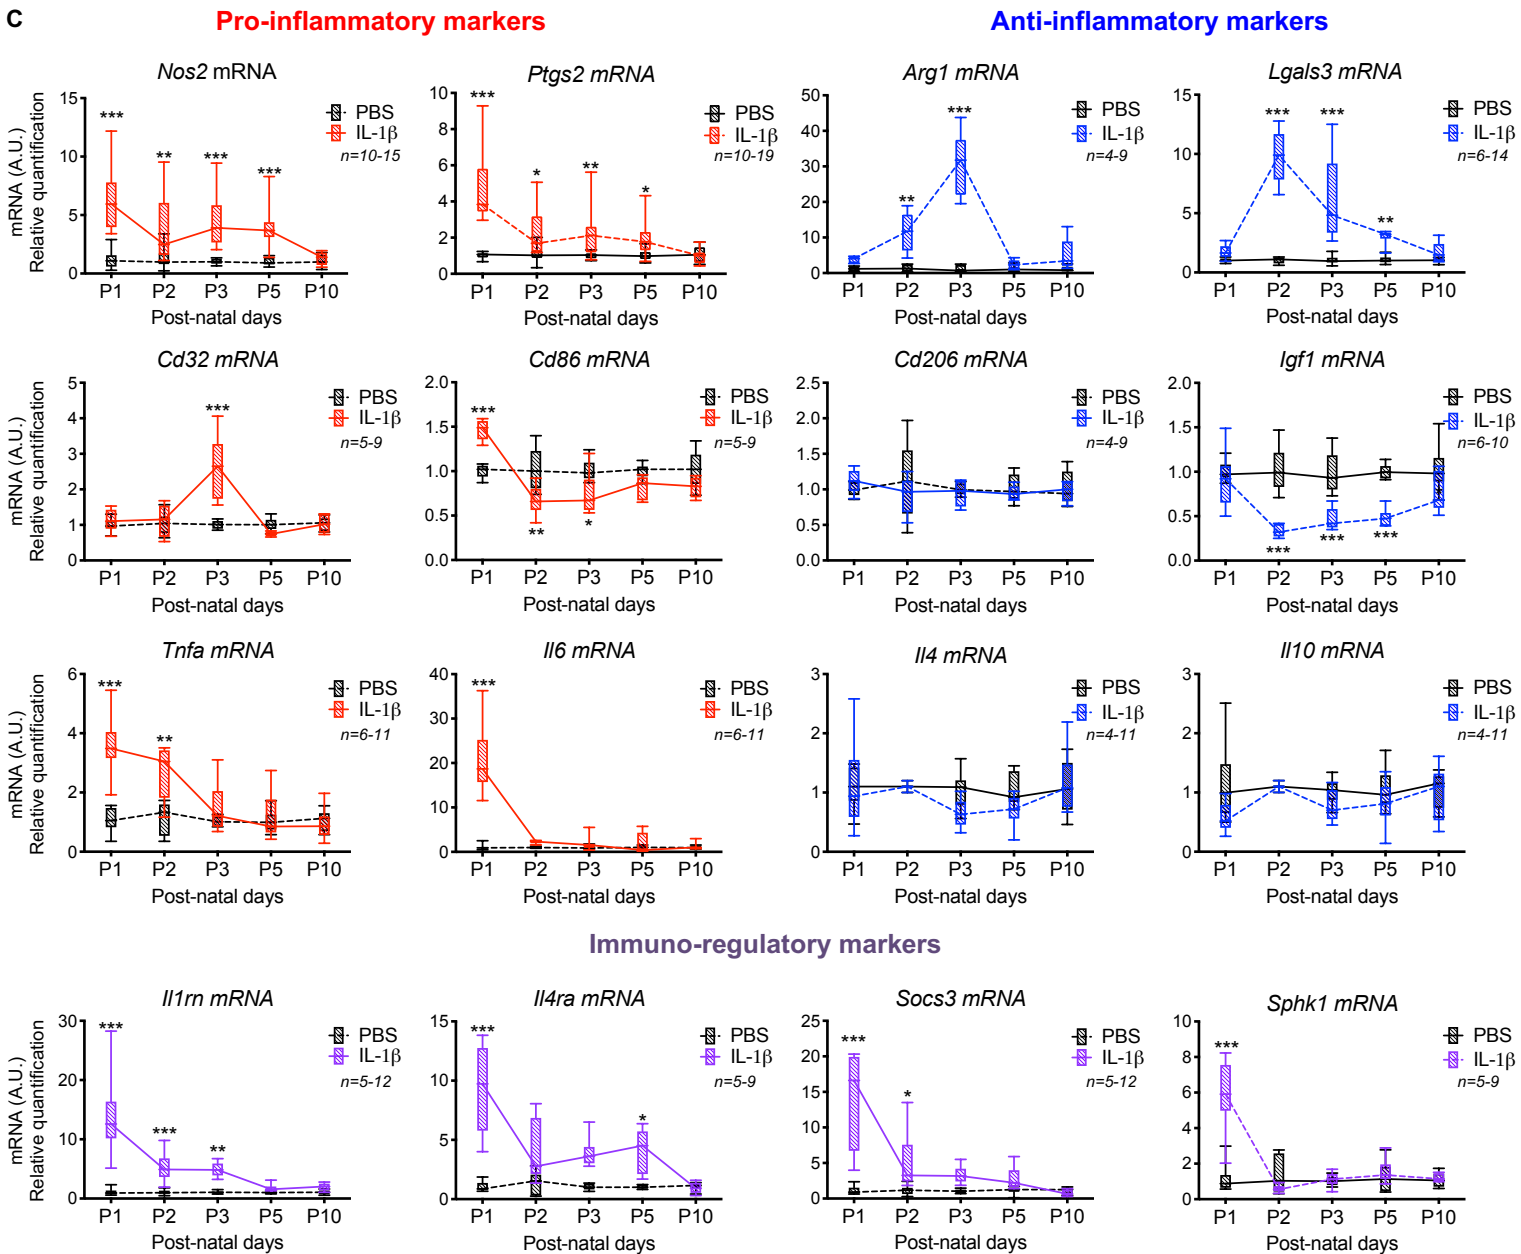 C
Pro-inflammatory markers
Anti-inflammatory markers
Nos2 mRNA
mRNA (A.U.)
Relative quantification
15
10
5
0
***
**
***
***
PBS
IL-1β
n=10-15
P1 P2 P3 P5 P10
Post-natal days
Ptgs2 mRNA
10
8
6
4
2
0
***
*
**
*
PBS
IL-1β
n=10-19
P1 P2 P3 P5 P10
Post-natal days
Arg1 mRNA
50
40
30
20
10
0
**
***
PBS
IL-1β
n=4-9
P1 P2 P3 P5 P10
Post-natal days
Lgals3 mRNA
15
10
5
0
***
***
**
PBS
IL-1β
n=6-14
P1 P2 P3 P5 P10
Post-natal days
Cd32 mRNA
mRNA (A.U.)
Relative quantification
5
4
3
2
1
0
***
PBS
IL-1β
n=5-9
P1 P2 P3 P5 P10
Post-natal days
Cd86 mRNA
2.0
1.5
1.0
0.5
0.0
***
**
*
PBS
IL-1β
n=5-9
P1 P2 P3 P5 P10
Post-natal days
Cd206 mRNA
2.5
2.0
1.5
1.0
0.5
0.0
PBS
IL-1β
n=4-9
P1 P2 P3 P5 P10
Post-natal days
Igf1 mRNA
2.0
1.5
1.0
0.5
0.0
***
***
***
PBS
IL-1β
n=6-10
P1 P2 P3 P5 P10
Post-natal days
Tnfa mRNA
mRNA (A.U.)
Relative quantification
6
4
2
0
***
**
PBS
IL-1β
n=6-11
P1 P2 P3 P5 P10
Post-natal days
Il6 mRNA
40
30
20
10
0
***
PBS
IL-1β
n=6-11
P1 P2 P3 P5 P10
Post-natal days
Il4 mRNA
3
2
1
0
PBS
IL-1β
n=4-11
P1 P2 P3 P5 P10
Post-natal days
Il10 mRNA
3
2
1
0
PBS
IL-1β
n=4-11
P1 P2 P3 P5 P10
Post-natal days
Immuno-regulatory markers
Il1rn mRNA
mRNA (A.U.)
Relative quantification
30
20
10
0
***
***
**
PBS
IL-1β
n=5-12
P1 P2 P3 P5 P10
Post-natal days
Il4ra mRNA
15
10
5
0
***
*
PBS
IL-1β
n=5-9
P1 P2 P3 P5 P10
Post-natal days
Socs3 mRNA
25
20
15
10
5
0
***
*
PBS
IL-1β
n=5-12
P1 P2 P3 P5 P10
Post-natal days
Sphk1 mRNA
10
8
6
4
2
0
***
PBS
IL-1β
n=5-9
P1 P2 P3 P5 P10
Post-natal days